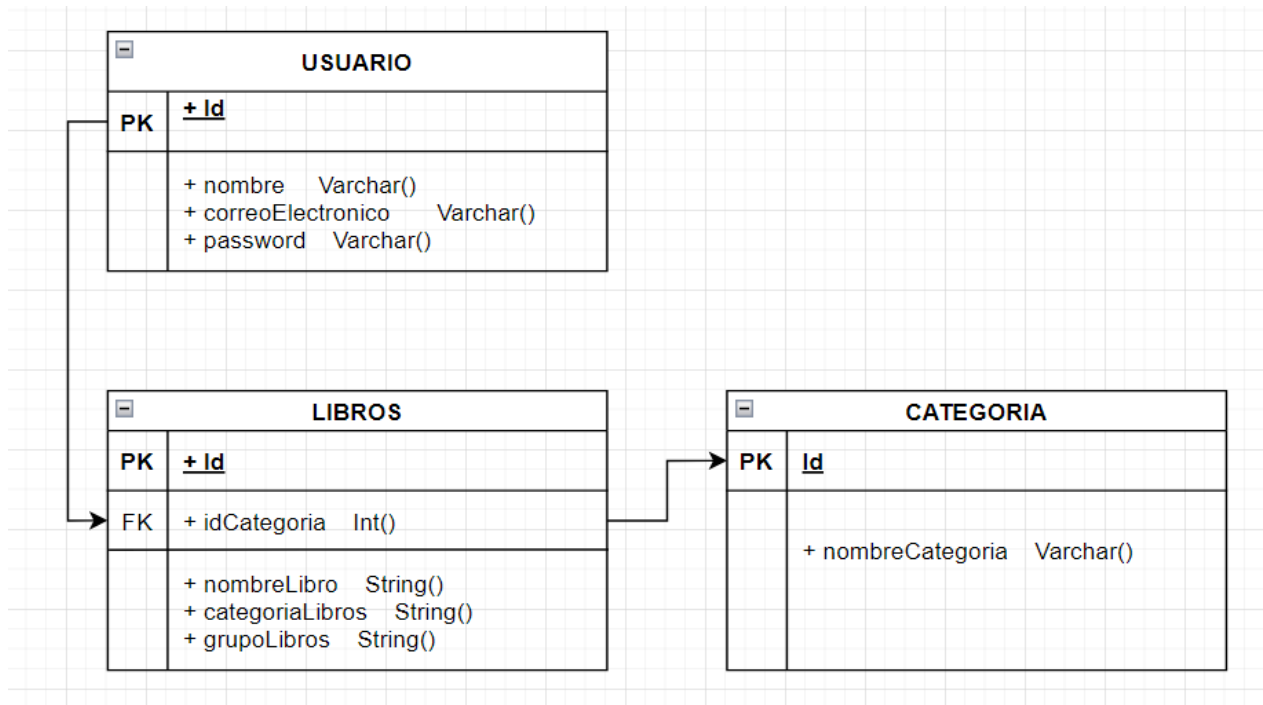 USUARIO
PK + Id
+ nombre Varchar()
+ correoElectronico Varchar()
+ password Varchar()
LIBROS
PK + Id
FK + idCategoria Int()
+ nombreLibro String()
+ categoriaLibros String()
+ grupoLibros String()
CATEGORIA
PK Id
+ nombreCategoria Varchar()